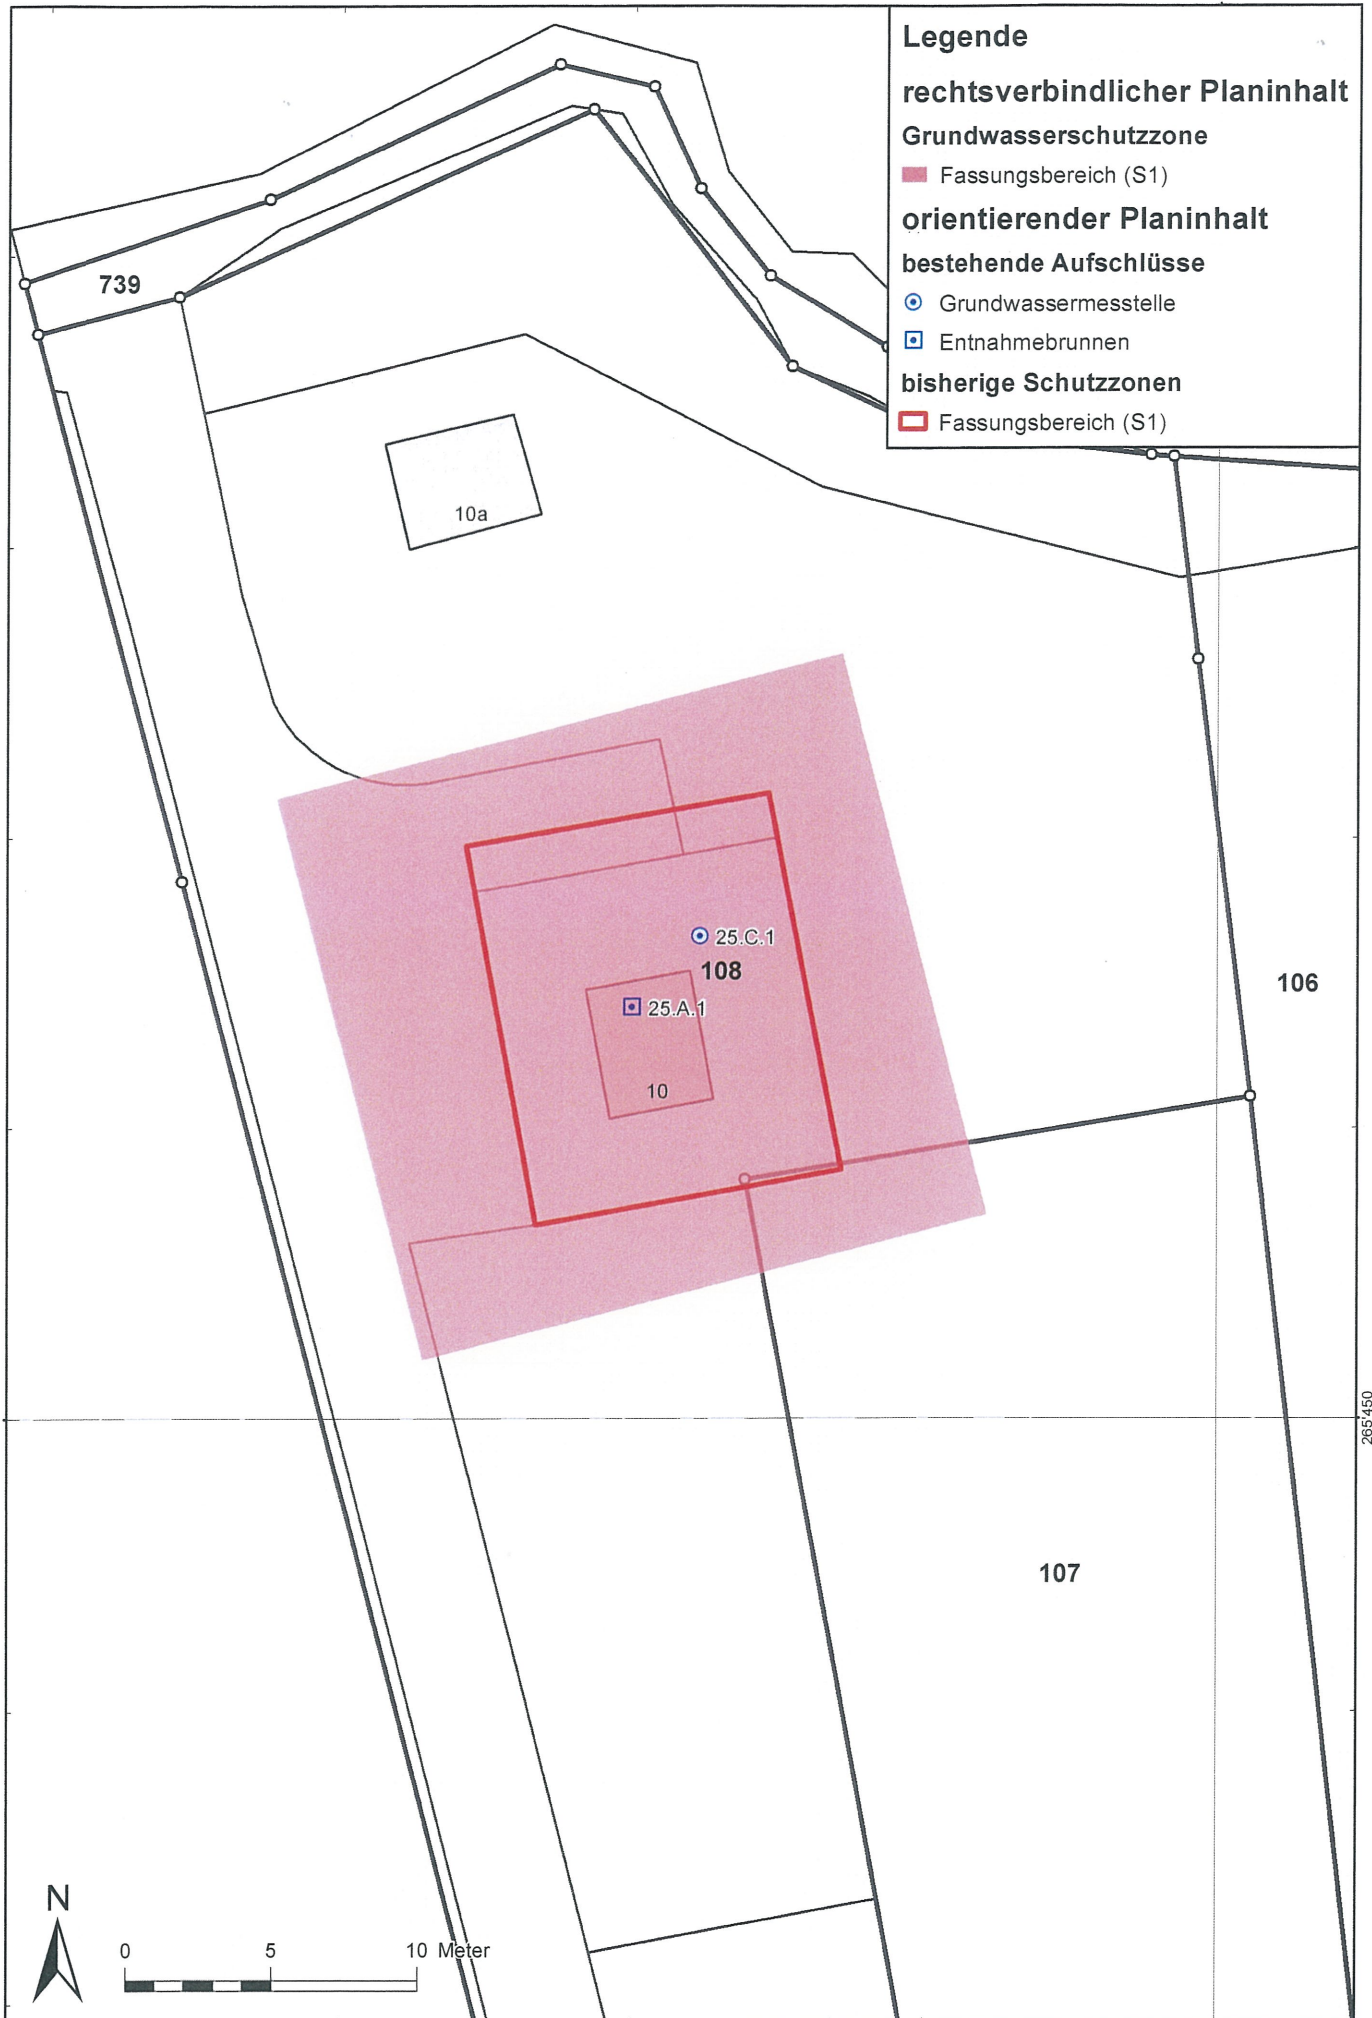 Legende
rechtsverbindlicher Planinhalt
Grundwasserschutzzone
Fassungsbereich (S1)
orientierender Planinhalt
bestehende Aufschlüsse
Grundwassermesstelle
Entnahmebrunnen
bisherige Schutzzonen
Fassungsbereich (S1)
739
10a
25.C.1
108
106
25.A.1
10
265'450
107
N
0 5 10 Meter